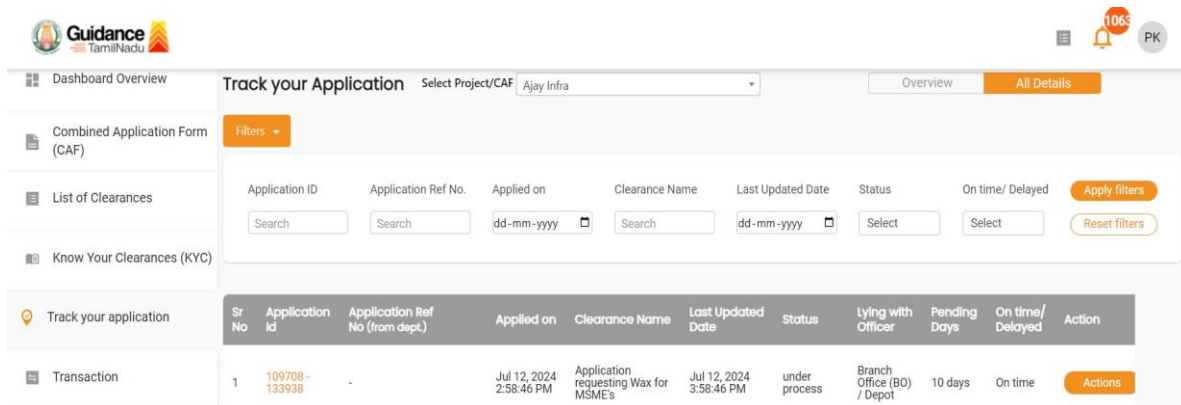 Guidance
TamilNadu
1063
PK
Dashboard Overview
Track your Application
Select Project/CAF
Ajay Infra
Overview
All Details
Combined Application Form
(CAF)
Filters
List of Clearances
Application ID
Application Ref No.
Applied on
Clearance Name
Last Updated Date
Status
On time/ Delayed
Apply filters
Search
Search
dd-mm-yyyy
Search
dd-mm-yyyy
Select
Select
Reset filters
Know Your Clearances (KYC)
Track your application
Sr No
Application Id
Application Ref No (from dept.)
Applied on
Clearance Name
Last Updated Date
Status
Lying with Officer
Pending Days
On time/ Delayed
Action
Transaction
1
109708 -
133938
-
Jul 12, 2024
2:58:46 PM
Application
requesting Wax for
MSME's
Jul 12, 2024
3:58:46 PM
under
process
Branch
Office (BO)
/ Depot
10 days
On time
Actions